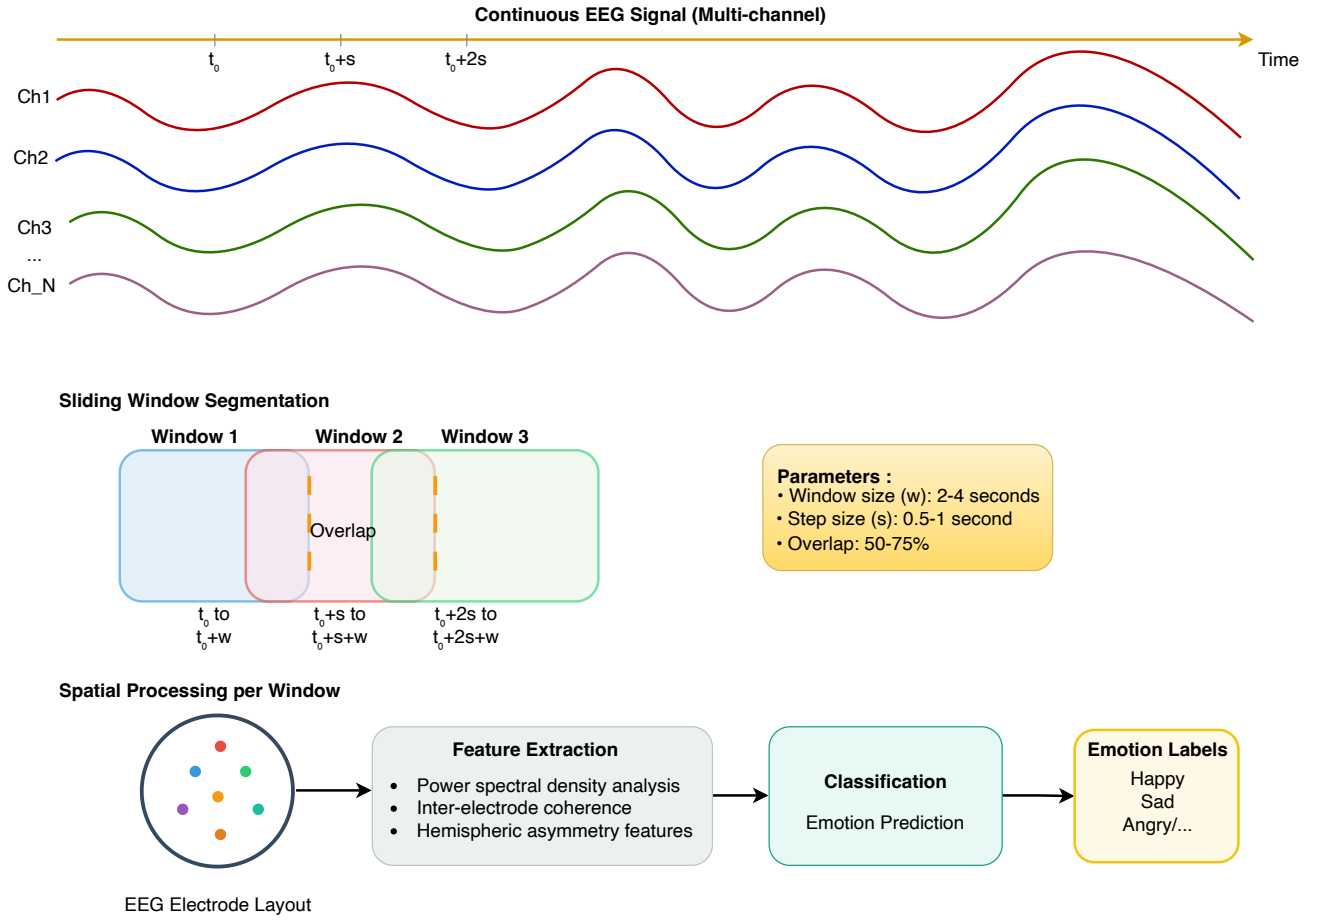 Continuous EEG Signal (Multi-channel)
t₀ t₀+s t₀+2s
Time
Ch1
Ch2
Ch3
...
Ch_N
Sliding Window Segmentation
Window 1 Window 2 Window 3
Overlap
t₀ to
t₀+w
t₀+s to
t₀+s+w
t₀+2s to
t₀+2s+w
Parameters :
• Window size (w): 2-4 seconds
• Step size (s): 0.5-1 second
• Overlap: 50-75%
Spatial Processing per Window
EEG Electrode Layout
Feature Extraction
• Power spectral density analysis
• Inter-electrode coherence
• Hemispheric asymmetry features
Classification
Emotion Prediction
Emotion Labels
Happy
Sad
Angry/...